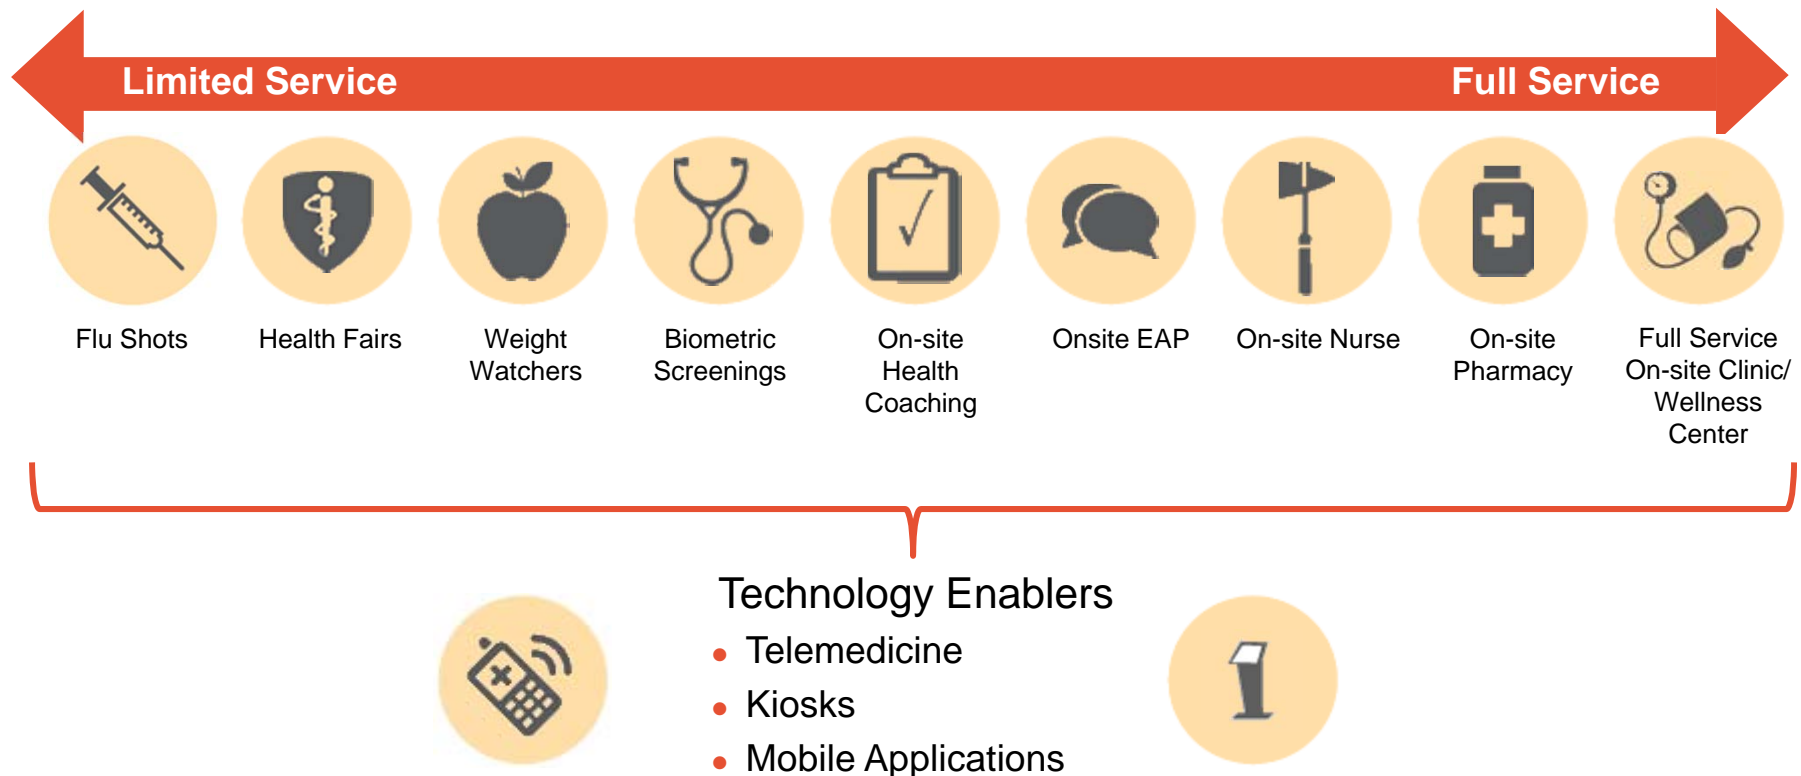 Limited Service
Full Service
Flu Shots
Health Fairs
Weight
Watchers
Biometric
Screenings
On-site
Health
Coaching
Onsite EAP
On-site Nurse
On-site
Pharmacy
Full Service
On-site Clinic/
Wellness
Center
Technology Enablers
• Telemedicine
• Kiosks
• Mobile Applications